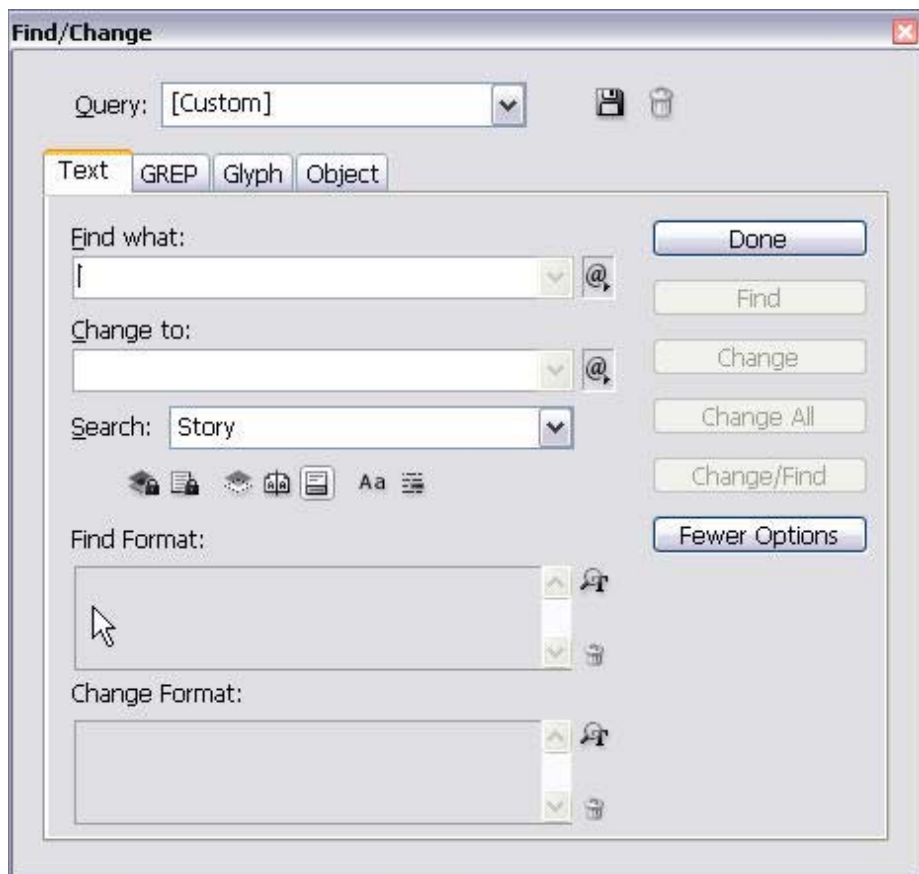 Find/Change
Query: [Custom]
Text GREP Glyph Object
Find what:
@
Done
Find
Change to:
@
Change
Search: Story
Change All
Aa
Change/Find
Find Format:
Fewer Options
Change Format: